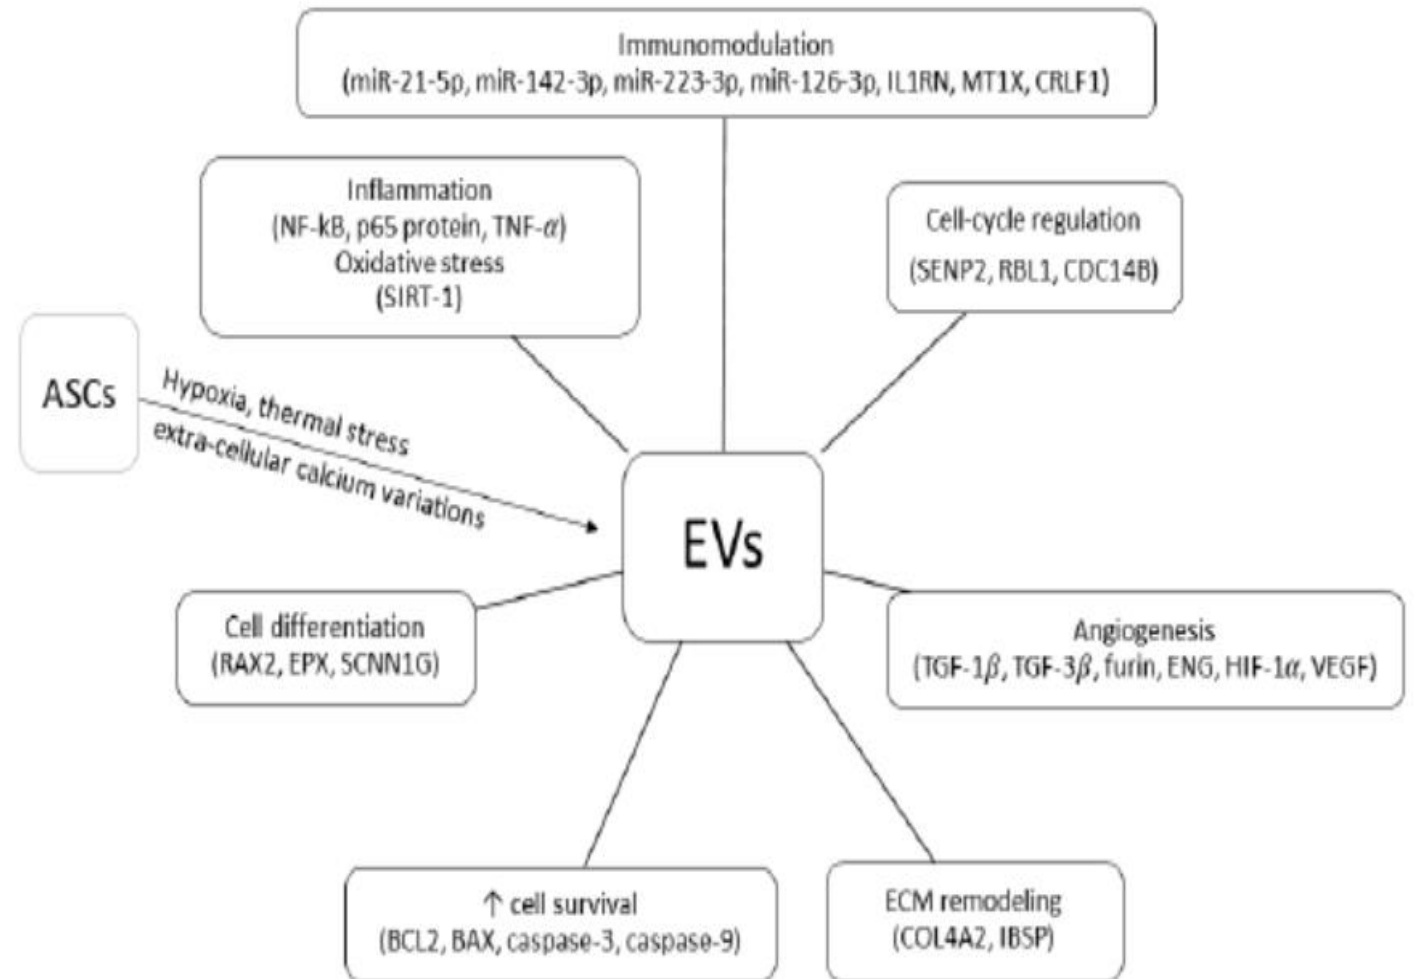 Immunomodulation
(miR-21-5p, miR-142-3p, miR-223-3p, miR-126-3p, IL1RN, MT1X, CRLF1)
Inflammation
(NF-kB, p65 protein, TNF-α)
Oxidative stress
(SIRT-1)
Cell-cycle regulation
(SENP2, RBL1, CDC14B)
ASCs
Hypoxia, thermal stress
extra-cellular calcium variations
EVs
Cell differentiation
(RAX2, EPX, SCNN1G)
Angiogenesis
(TGF-1β, TGF-3β, furin, ENG, HIF-1α, VEGF)
↑ cell survival
(BCL2, BAX, caspase-3, caspase-9)
ECM remodeling
(COL4A2, IBSP)